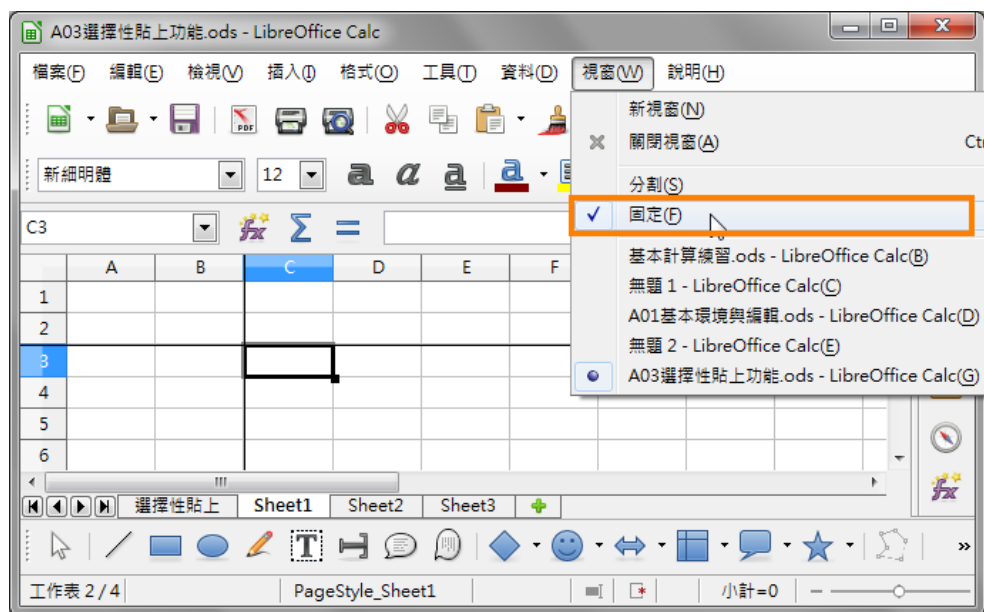 A03選擇性貼上功能.ods - LibreOffice Calc
檔案(F) 編輯(E) 檢視(V) 插入(I) 格式(O) 工具(T) 資料(D) 視窗(W) 說明(H)
新視窗(N)
PDF
關閉視窗(A) Ctr
新細明體 12 a a a a
分割(S)
固定(F)
C3 fx Σ =
基本計算練習.ods - LibreOffice Calc(B)
A B C D E F
無題 1 - LibreOffice Calc(C)
1
A01基本環境與編輯.ods - LibreOffice Calc(D)
2
無題 2 - LibreOffice Calc(E)
3
A03選擇性貼上功能.ods - LibreOffice Calc(G)
4
5
6
fx
選擇性貼上 Sheet1 Sheet2 Sheet3
T
工作表 2 / 4 PageStyle_Sheet1 小計=0